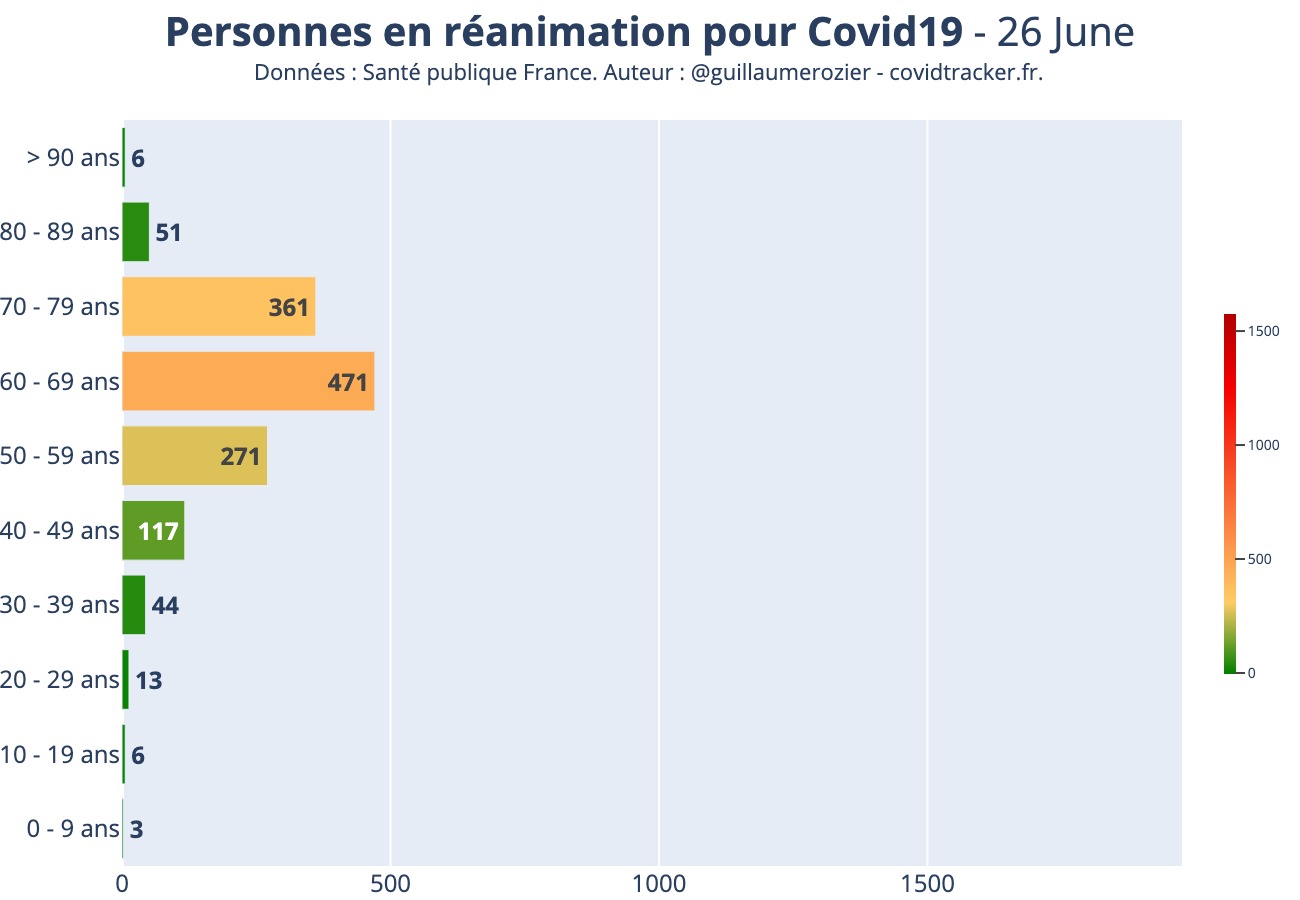 Personnes en réanimation pour Covid19 - 26 June
Données : Santé publique France. Auteur : @guillaumerozier - covidtracker.fr.
> 90 ans 6
80 - 89 ans 51
70 - 79 ans 361
60 - 69 ans 471
50 - 59 ans 271
40 - 49 ans 117
30 - 39 ans 44
20 - 29 ans 13
10 - 19 ans 6
0 - 9 ans 3
0 500 1000 1500
1500
1000
500
0